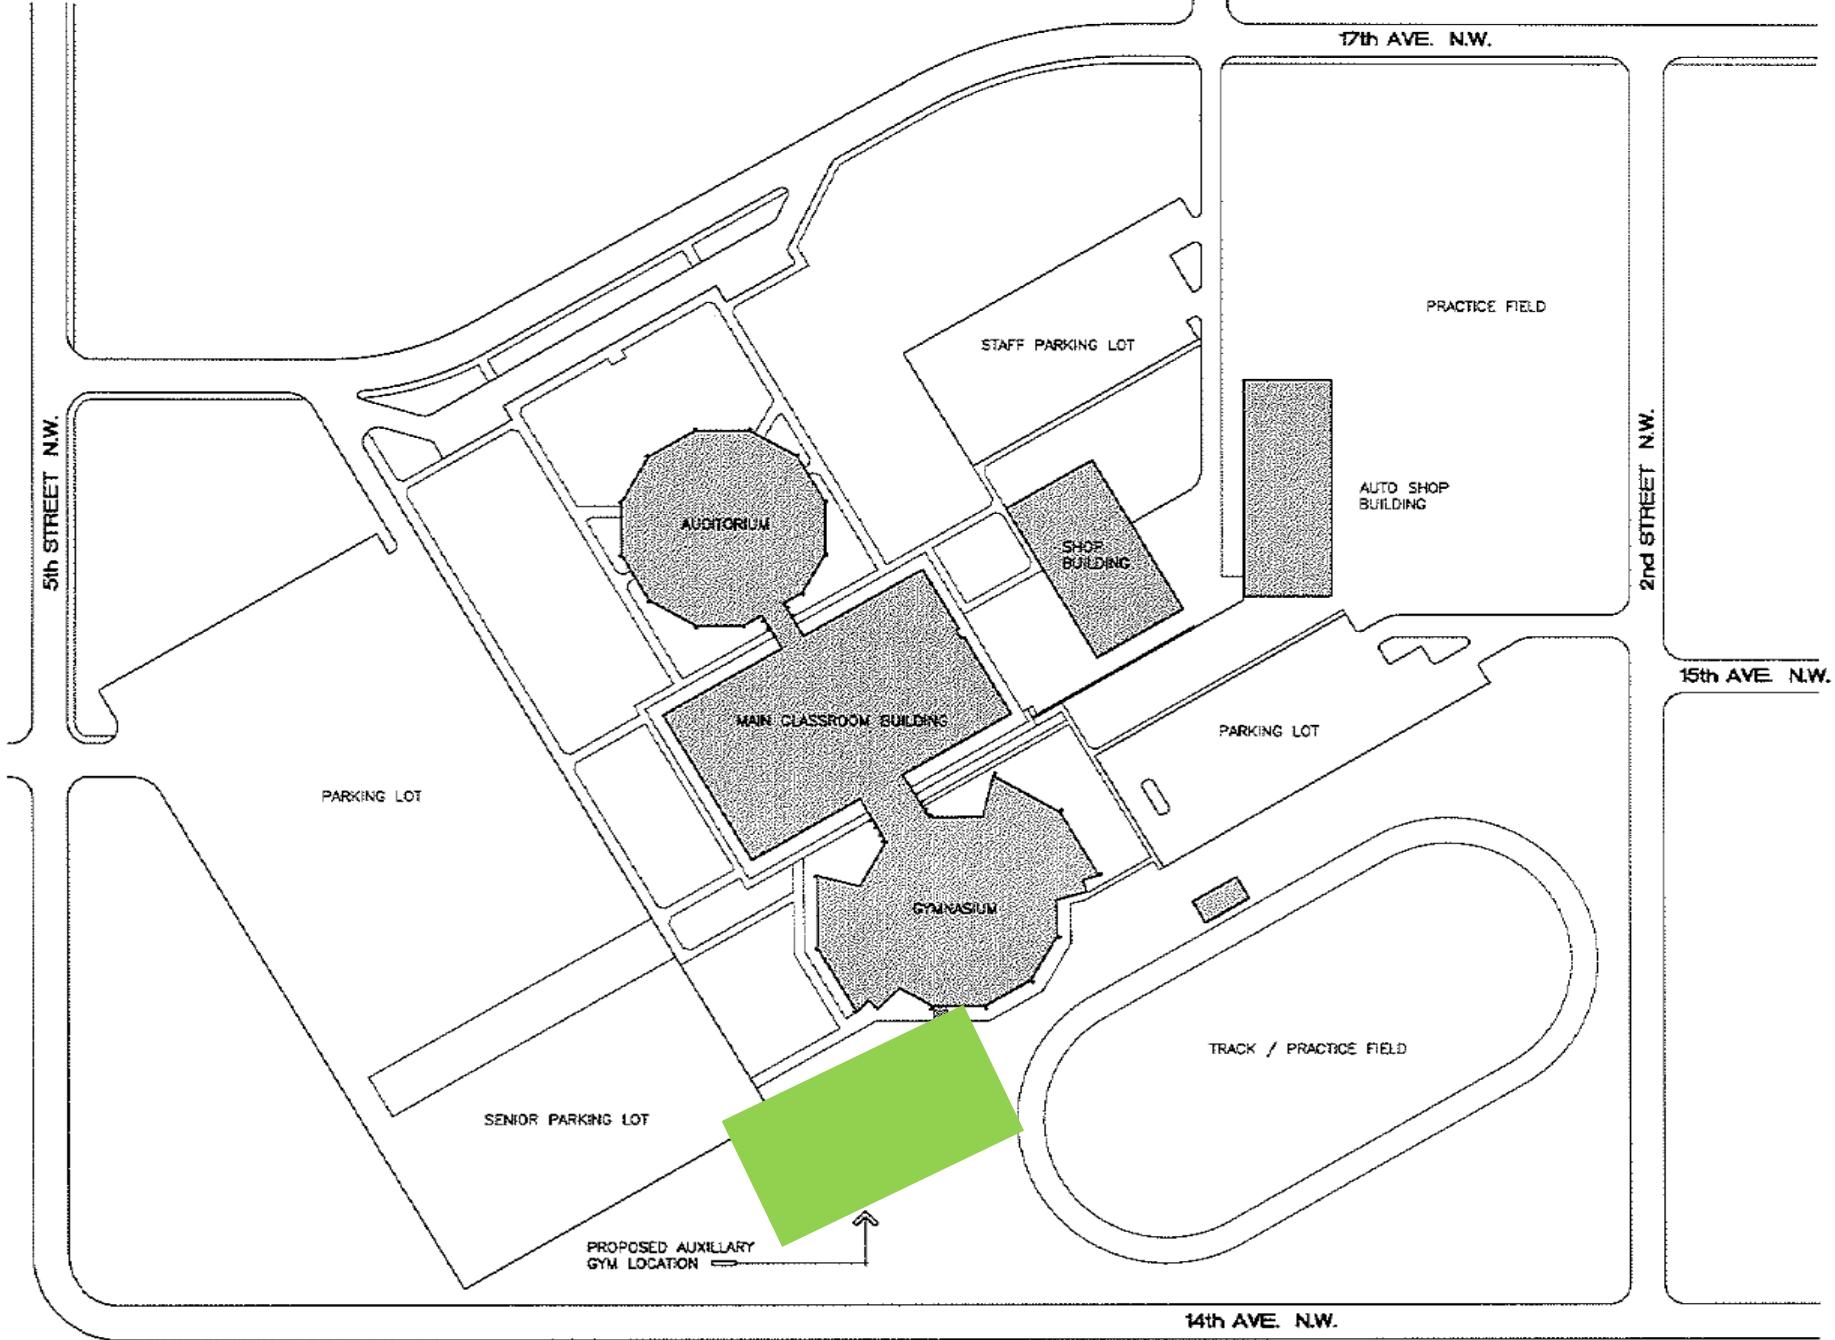 17th AVE. N.W.
PRACTICE FIELD
STAFF PARKING LOT
5th STREET N.W.
2nd STREET N.W.
AUTO SHOP
BUILDING
AUDITORIUM
SHOP
BUILDING
15th AVE. N.W.
MAIN CLASSROOM BUILDING
PARKING LOT
PARKING LOT
GYMNASIUM
TRACK / PRACTICE FIELD
SENIOR PARKING LOT
PROPOSED AUXILLARY
GYM LOCATION
14th AVE. N.W.